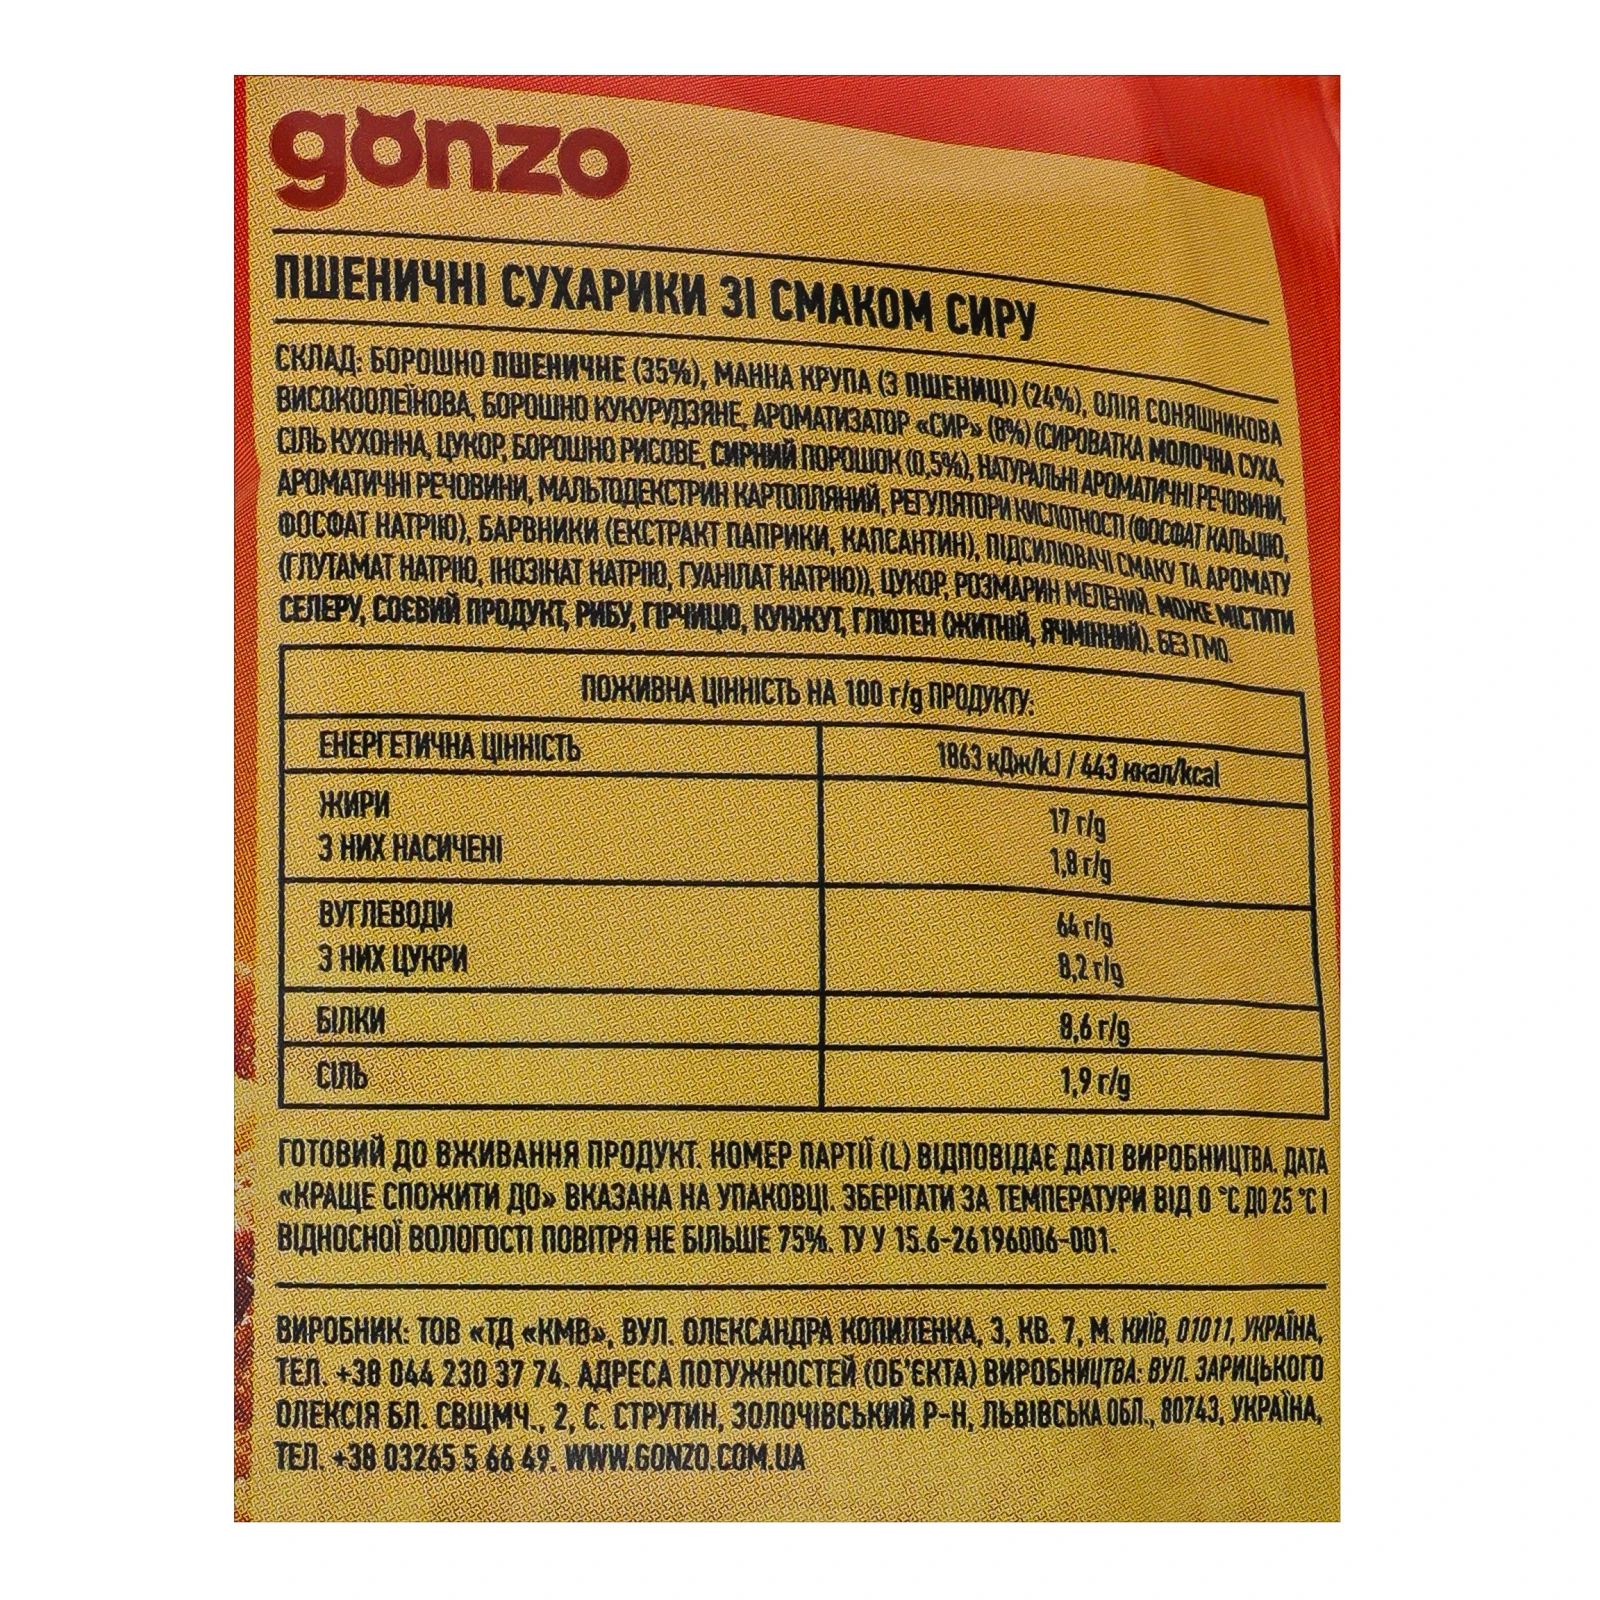 gonzo
ПШЕНИЧНІ СУХАРИКИ ЗІ СМАКОМ СИРУ
СКЛАД: БОРОШНО ПШЕНИЧНЕ (35%), МАННА КРУПА (З ПШЕНИЦІ) (24%), ОЛІЯ СОНЯШНИКОВА
ВИСОКООЛЕЇНОВА, БОРОШНО КУКУРУДЗЯНЕ, АРОМАТИЗАТОР «СИР» (8%) (СИРОВАТКА МОЛОЧНА СУХА,
СІЛЬ КУХОННА, ЦУКОР, БОРОШНО РИСОВЕ, СИРНИЙ ПОРОШОК (0,5%), НАТУРАЛЬНІ АРОМАТИЧНІ РЕЧОВИНИ,
АРОМАТИЧНІ РЕЧОВИНИ, МАЛЬТОДЕКСТРИН КАРТОПЛЯНИЙ, РЕГУЛЯТОРИ КИСЛОТНОСТІ (ФОСФАТ КАЛЬЦІЮ,
ФОСФАТ НАТРІЮ), БАРВНИКИ (ЕКСТРАКТ ПАПРИКИ, КАПСАНТИН), ПІДСИЛЮВАЧІ СМАКУ ТА АРОМАТУ
(ГЛУТАМАТ НАТРІЮ, ІНОЗІНАТ НАТРІЮ, ГУАНІЛАТ НАТРІЮ)), ЦУКОР, РОЗМАРИН МЕЛЕНИЙ. МОЖЕ МІСТИТИ
СЕЛЕРУ, СОЄВИЙ ПРОДУКТ, РИБУ, ГІРЧИЦЮ, КУНЖУТ, ГЛЮТЕН (ЖИТНІЙ, ЯЧМІННИЙ). БЕЗ ГМО.
ПОЖИВНА ЦІННІСТЬ НА 100 г/g ПРОДУКТУ:
ЕНЕРГЕТИЧНА ЦІННІСТЬ 1863 кДж/kJ / 443 ккал/kcal
ЖИРИ 17 г/g
З НИХ НАСИЧЕНІ 1,8 г/g
ВУГЛЕВОДИ 64 г/g
З НИХ ЦУКРИ 8,2 г/g
БІЛКИ 8,6 г/g
СІЛЬ 1,9 г/g
ГОТОВИЙ ДО ВЖИВАННЯ ПРОДУКТ. НОМЕР ПАРТІЇ (L) ВІДПОВІДАЄ ДАТІ ВИРОБНИЦТВА. ДАТА
«КРАЩЕ СПОЖИТИ ДО» ВКАЗАНА НА УПАКОВЦІ. ЗБЕРІГАТИ ЗА ТЕМПЕРАТУРИ ВІД 0 °С ДО 25 °С І
ВІДНОСНОЇ ВОЛОГОСТІ ПОВІТРЯ НЕ БІЛЬШЕ 75%. ТУ У 15.6-26196006-001.
ВИРОБНИК: ТОВ «ТД «КМВ», ВУЛ. ОЛЕКСАНДРА КОПИЛЕНКА, 3, КВ. 7, М. КИЇВ, 01011, УКРАЇНА,
ТЕЛ. +38 044 230 37 74. АДРЕСА ПОТУЖНОСТЕЙ (ОБ'ЄКТА) ВИРОБНИЦТВА: ВУЛ. ЗАРИЦЬКОГО
ОЛЕКСІЯ БЛ. СВЩМЧ., 2, С. СТРУТИН, ЗОЛОЧІВСЬКИЙ Р-Н, ЛЬВІВСЬКА ОБЛ., 80743, УКРАЇНА,
ТЕЛ. +38 03265 5 66 49. WWW.GONZO.COM.UA